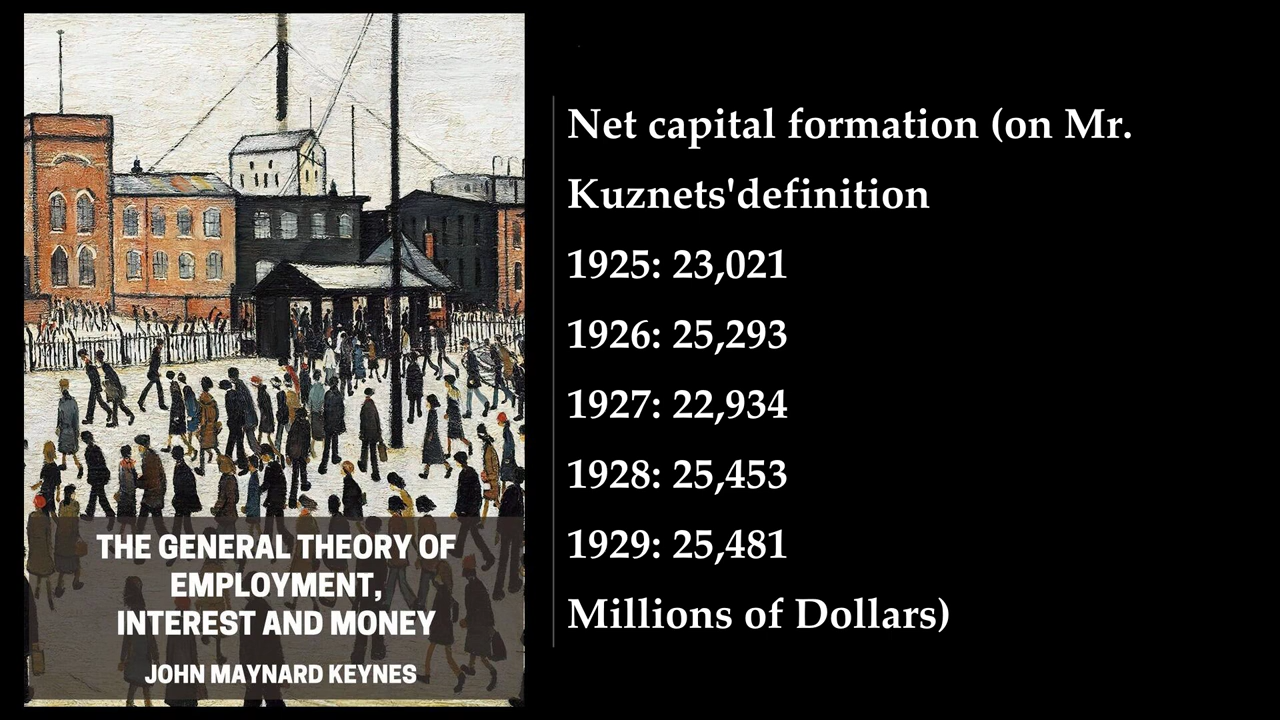 THE GENERAL THEORY OF
EMPLOYMENT,
INTEREST AND MONEY
JOHN MAYNARD KEYNES
Net capital formation (on Mr.
Kuznets'definition
1925: 23,021
1926: 25,293
1927: 22,934
1928: 25,453
1929: 25,481
Millions of Dollars)